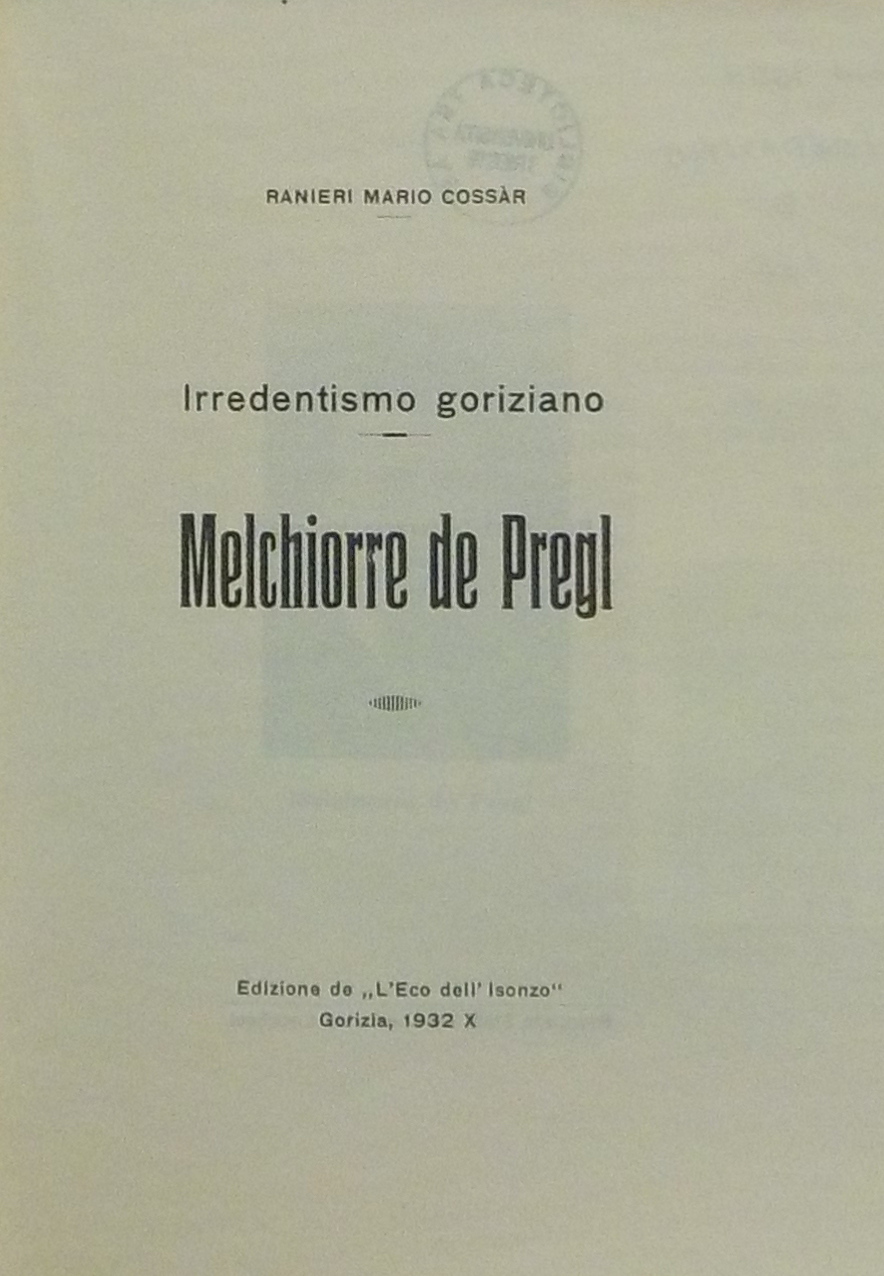 RANIERI MARIO COSSÀR
Irredentismo goriziano
Melchiorre de Pregl
Edizione de „L'Eco dell' Isonzo“
Gorizia, 1932 X